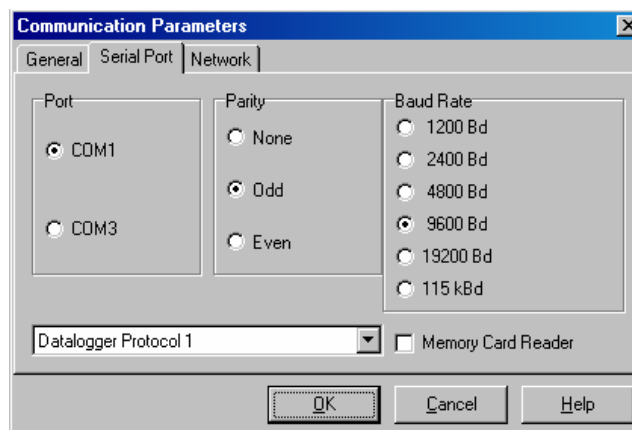 Communication Parameters
General Serial Port Network
Port
COM1
COM3
Parity
None
Odd
Even
Baud Rate
1200 Bd
2400 Bd
4800 Bd
9600 Bd
19200 Bd
115 kBd
Datalogger Protocol 1
Memory Card Reader
OK Cancel Help